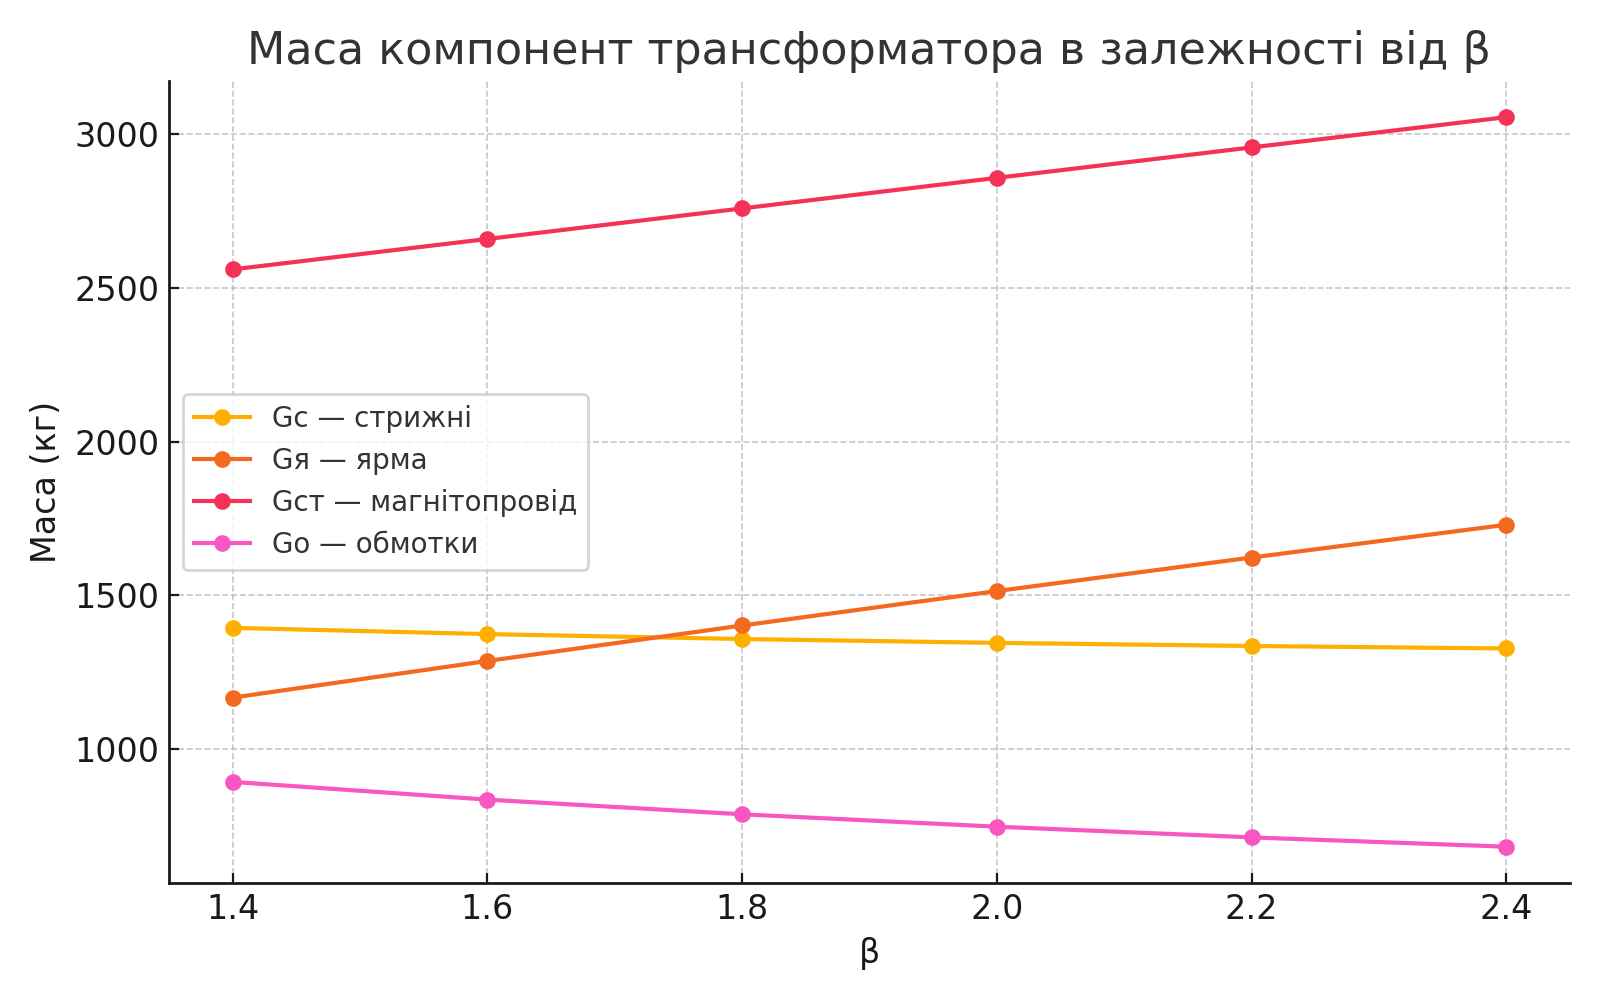 Маса компонент трансформатора в залежності від β
Маса (кг)
3000
2500
2000
1500
1000
Gс — стрижні
Gя — ярма
Gст — магнітопровід
Gо — обмотки
1.4 1.6 1.8 2.0 2.2 2.4
β